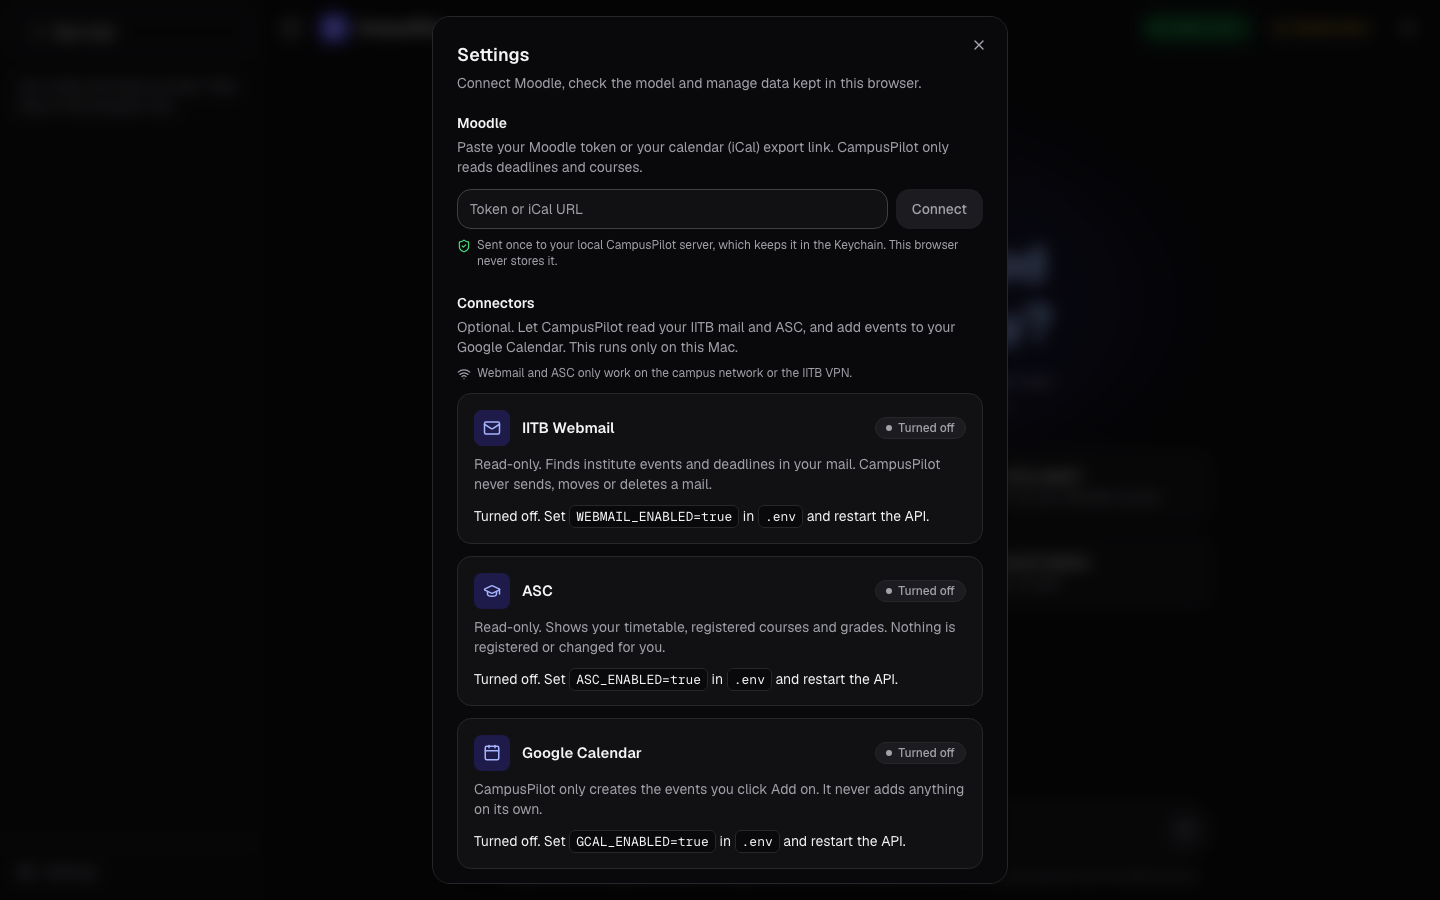 Settings
Connect Moodle, check the model and manage data kept in this browser.
Moodle
Paste your Moodle token or your calendar (iCal) export link. CampusPilot only
reads deadlines and courses.
Token or iCal URL
Connect
Sent once to your local CampusPilot server, which keeps it in the Keychain. This browser
never stores it.
Connectors
Optional. Let CampusPilot read your IITB mail and ASC, and add events to your
Google Calendar. This runs only on this Mac.
Webmail and ASC only work on the campus network or the IITB VPN.
IITB Webmail
Turned off
Read-only. Finds institute events and deadlines in your mail. CampusPilot
never sends, moves or deletes a mail.
Turned off. Set WEBMAIL_ENABLED=true in .env and restart the API.
ASC
Turned off
Read-only. Shows your timetable, registered courses and grades. Nothing is
registered or changed for you.
Turned off. Set ASC_ENABLED=true in .env and restart the API.
Google Calendar
Turned off
CampusPilot only creates the events you click Add on. It never adds anything
on its own.
Turned off. Set GCAL_ENABLED=true in .env and restart the API.